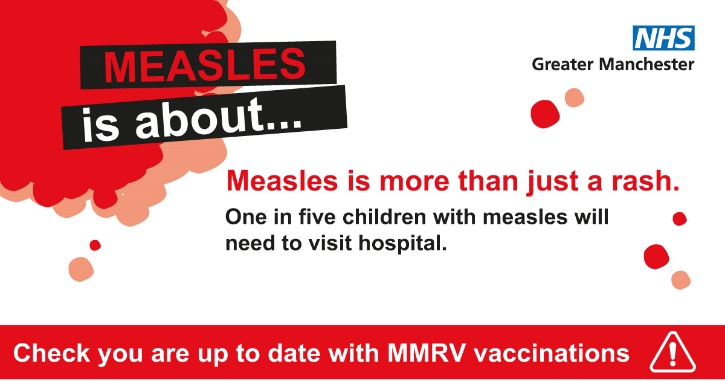 MEASLES
is about...
NHS
Greater Manchester
Measles is more than just a rash.
One in five children with measles will
need to visit hospital.
Check you are up to date with MMRV vaccinations